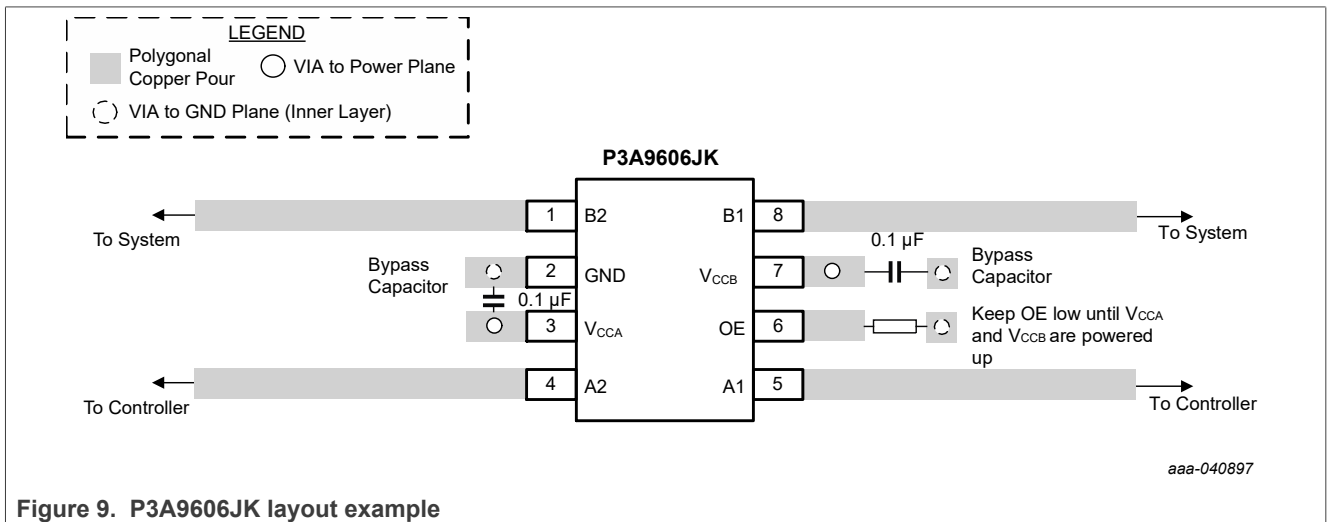 LEGEND
Polygonal
Copper Pour
VIA to Power Plane
VIA to GND Plane (Inner Layer)
P3A9606JK
1
B2
B1
8
To System
To System
0.1 µF
Bypass
Capacitor
2
GND
VCCB
7
Bypass
Capacitor
0.1 µF
3
VCCA
OE
6
Keep OE low until VCCA
and VCCB are powered
up
4
A2
A1
5
To Controller
To Controller
aaa-040897
Figure 9. P3A9606JK layout example